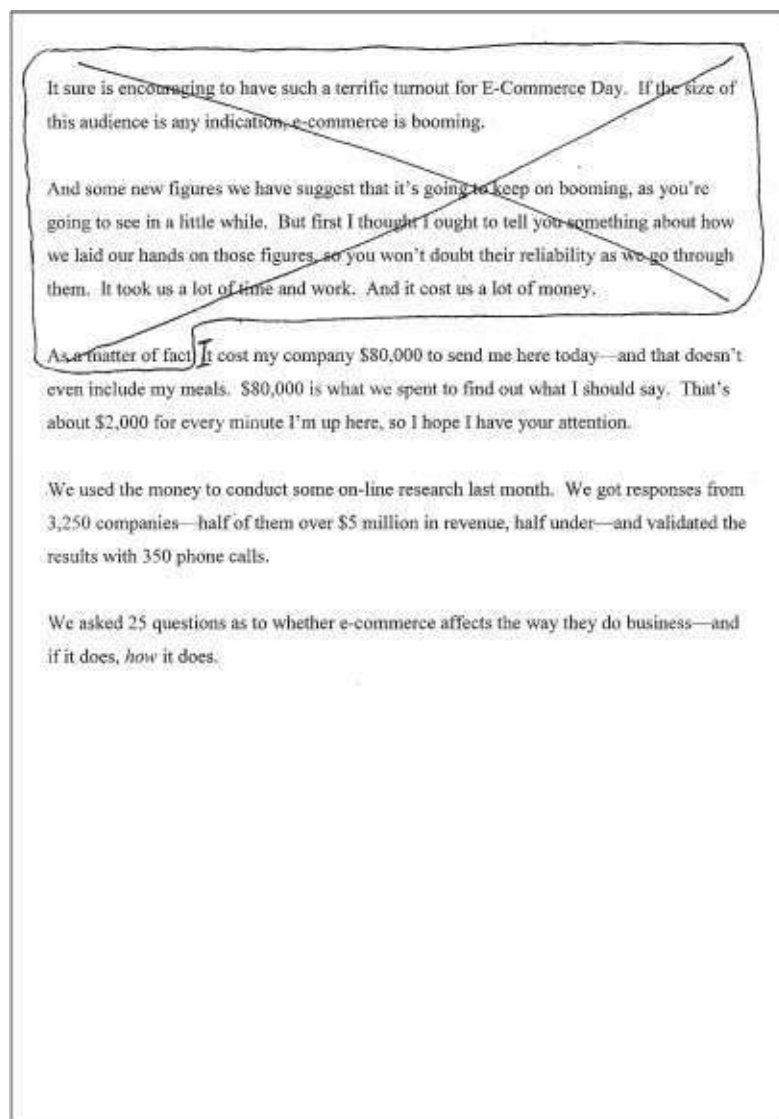 It sure is encouraging to have such a terrific turnout for E-Commerce Day. If the size of
this audience is any indication, e-commerce is booming.
And some new figures we have suggest that it's going to keep on booming, as you're
going to see in a little while. But first I thought I ought to tell you something about how
we laid our hands on those figures, so you won't doubt their reliability as we go through
them. It took us a lot of time and work. And it cost us a lot of money.
As a matter of fact, It cost my company $80,000 to send me here today—and that doesn't
even include my meals. $80,000 is what we spent to find out what I should say. That's
about $2,000 for every minute I'm up here, so I hope I have your attention.
We used the money to conduct some on-line research last month. We got responses from
3,250 companies—half of them over $5 million in revenue, half under—and validated the
results with 350 phone calls.
We asked 25 questions as to whether e-commerce affects the way they do business—and
if it does, how it does.